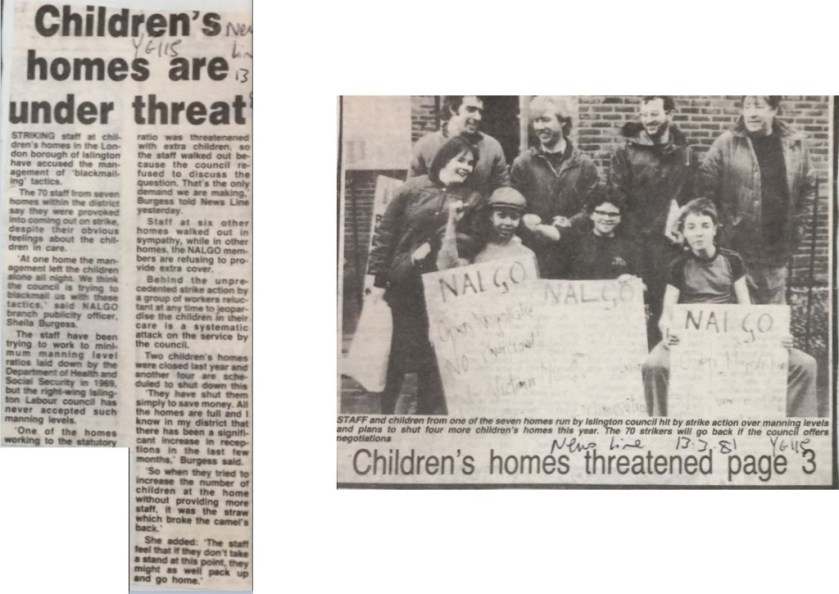 Children's
homes are
under threat
News
Line
YG115
13
STRIKING staff at chil-
dren's homes in the Lon-
don borough of Islington
have accused the man-
agement of 'blackmail-
ing' tactics.
The 70 staff from seven
homes within the district
say they were provoked
into coming out on strike,
despite their obvious
feelings about the chil-
dren in care.
'At one home the man-
agement left the children
alone all night. We think
the council is trying to
blackmail us with these
tactics,' said NALGO
branch publicity officer,
Sheila Burgess.
The staff have been
trying to work to mini-
mum manning level
ratios laid down by the
Department of Health and
Social Security in 1969,
but the right-wing Isling-
ton Labour council has
never accepted such
manning levels.
'One of the homes
working to the statutory
ratio was threatenened
with extra children, so
the staff walked out be-
cause the council re-
fused to discuss the
question. That's the only
demand we are making,'
Burgess told News Line
yesterday.
Staff at six other
homes walked out in
sympathy, while in other
homes, the NALGO mem-
bers are refusing to pro-
vide extra cover.
Behind the unpre-
cedented strike action by
a group of workers reluc-
tant at any time to jeopar-
dise the children in their
care is a systematic
attack on the service by
the council.
Two children's homes
were closed last year and
another four are sche-
duled to shut down this
'They have shut them
simply to save money. All
the homes are full and I
know in my district that
there has been a signifi-
cant increase in recep-
tions in the last few
months,' Burgess said.
'So when they tried to
increase the number of
children at the home
without providing more
staff, it was the straw
which broke the camel's
back.'
She added: 'The staff
feel that if they don't take
a stand at this point, they
might as well pack up
and go home.'
NALGO
Open Negotiate
No
Victim
NALGO
NALGO
STAFF and children from one of the seven homes run by Islington council hit by strike action over manning levels
and plans to shut four more children's homes this year. The 70 strikers will go back if the council offers
negotiations
News Line 13.3.81 YG115
Children's homes threatened page 3